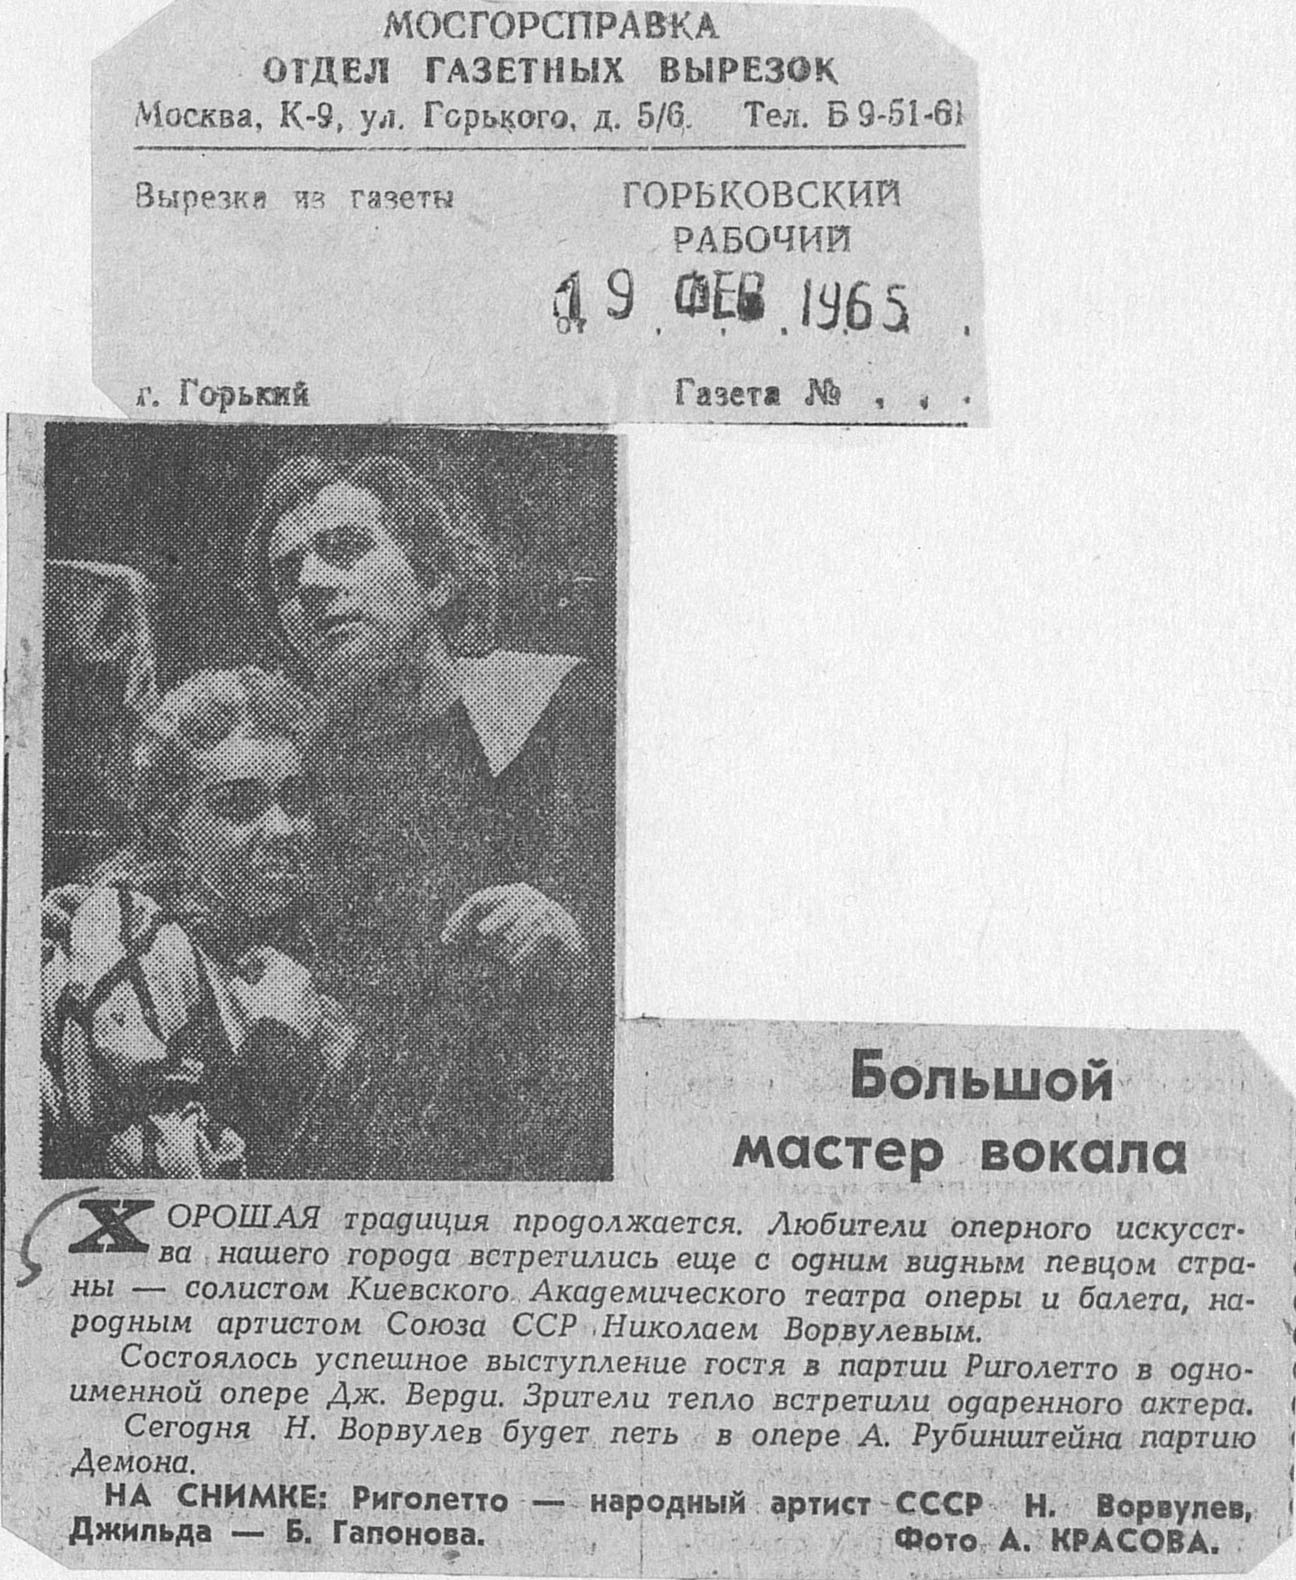 МОСГОРСПРАВКА
ОТДЕЛ ГАЗЕТНЫХ ВЫРЕЗОК
Москва, К-9, ул. Горького, д. 5/6. Тел. Б 9-51-61
Вырезка из газеты
ГОРЬКОВСКИЙ
РАБОЧИЙ
19 ФЕВ 1965
от . . . . .
г. Горький Газета № . . .
Большой
мастер вокала
ХОРОШАЯ традиция продолжается. Любители оперного искусст-
ва нашего города встретились еще с одним видным певцом стра-
ны — солистом Киевского Академического театра оперы и балета, на-
родным артистом Союза ССР Николаем Ворвулевым.
Состоялось успешное выступление гостя в партии Риголетто в одно-
именной опере Дж. Верди. Зрители тепло встретили одаренного актера.
Сегодня Н. Ворвулев будет петь в опере А. Рубинштейна партию
Демона.
НА СНИМКЕ: Риголетто — народный артист СССР Н. Ворвулев,
Джильда — Б. Гапонова. Фото А. КРАСОВА.